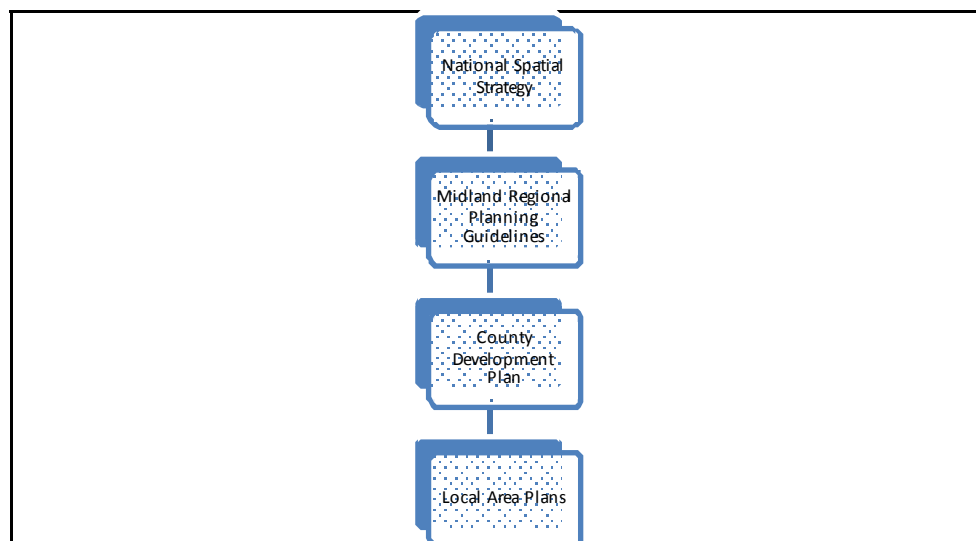 National Spatial
Strategy
Midland Regional
Planning
Guidelines
County
Development
Plan
Local Area Plans